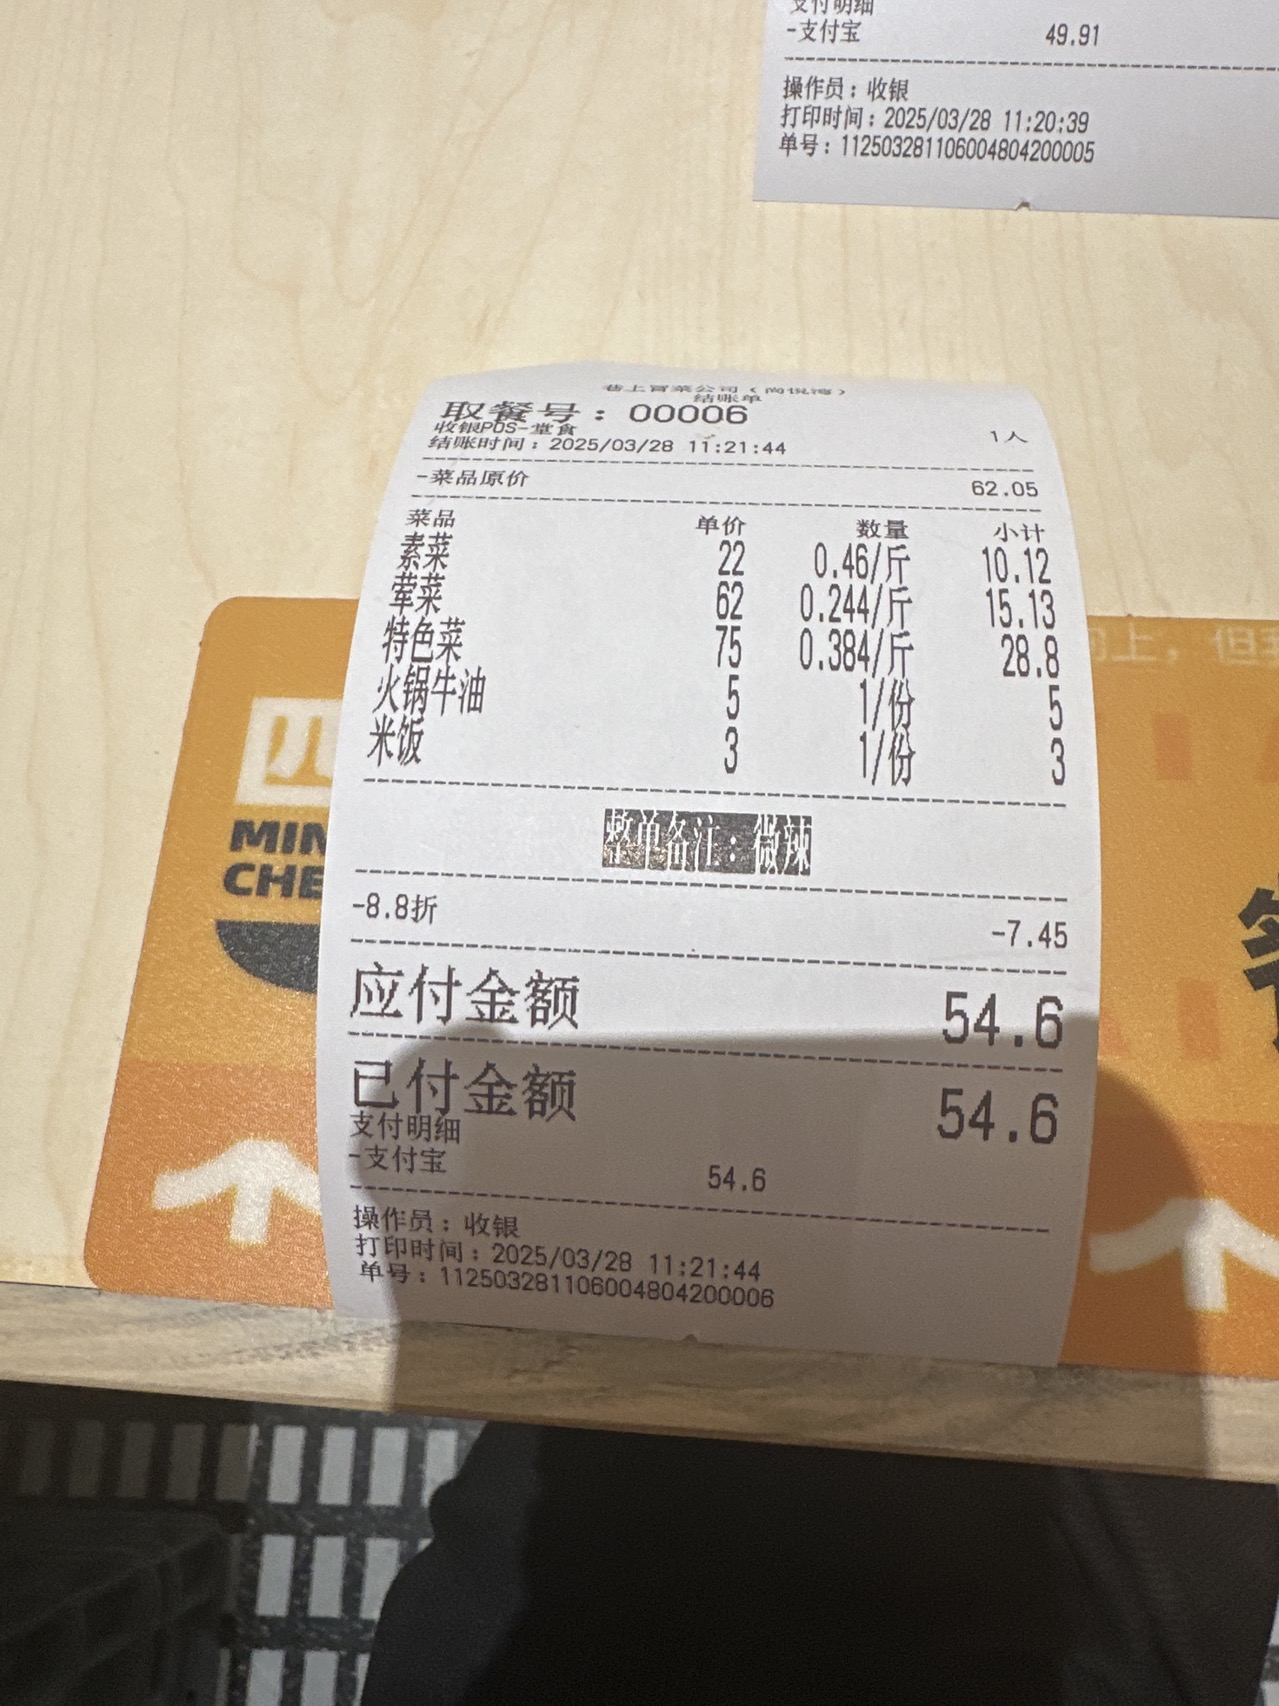 支付明细
-支付宝 49.91
操作员：收银
打印时间：2025/03/28 11:20:39
单号：112503281106004804200005
巷上冒菜公司（尚悦湾）
结账单
取餐号：00006
收银POS-堂食 1人
结账时间：2025/03/28 11:21:44
-菜品原价 62.05
菜品 单价 数量 小计
素菜 22 0.46/斤 10.12
荤菜 62 0.244/斤 15.13
特色菜 75 0.384/斤 28.8
火锅牛油 5 1/份 5
米饭 3 1/份 3
整单备注：微辣
-8.8折 -7.45
应付金额 54.6
已付金额 54.6
支付明细
-支付宝 54.6
操作员：收银
打印时间：2025/03/28 11:21:44
单号：112503281106004804200006
上，但
MIN
CHE